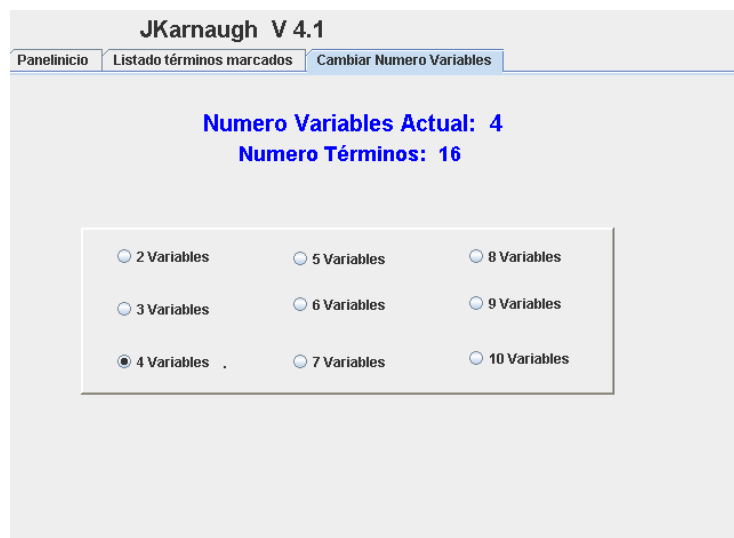 JKarnaugh V 4.1
Panelinicio Listado términos marcados Cambiar Numero Variables
Numero Variables Actual: 4
Numero Términos: 16
2 Variables 5 Variables 8 Variables
3 Variables 6 Variables 9 Variables
4 Variables . 7 Variables 10 Variables